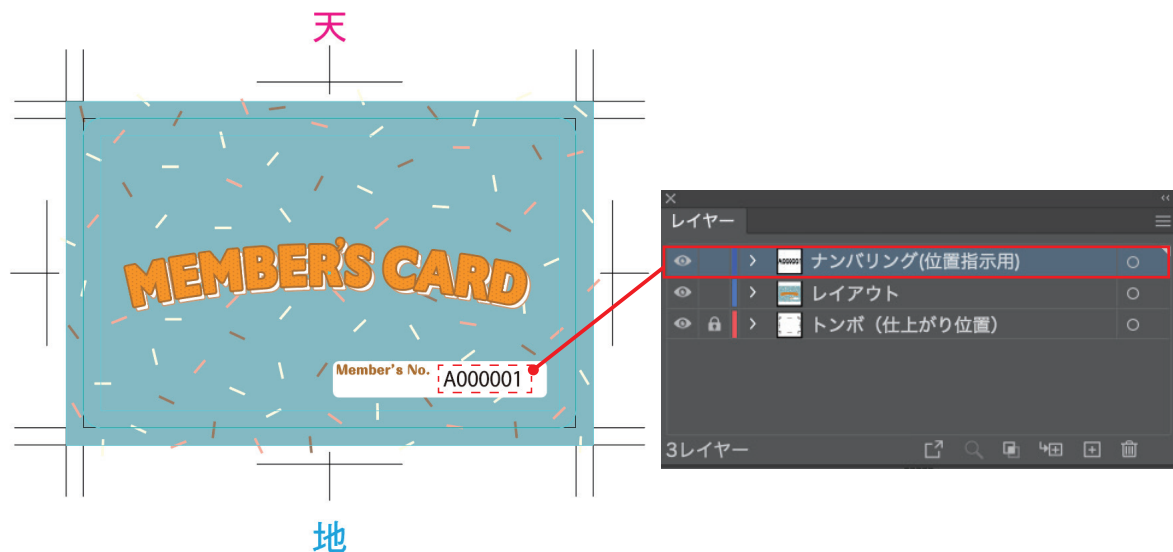 天
MEMBER'S CARD
Member's No. A000001
地
レイヤー
ナンバリング(位置指示用)
レイアウト
トンボ（仕上がり位置）
3レイヤー